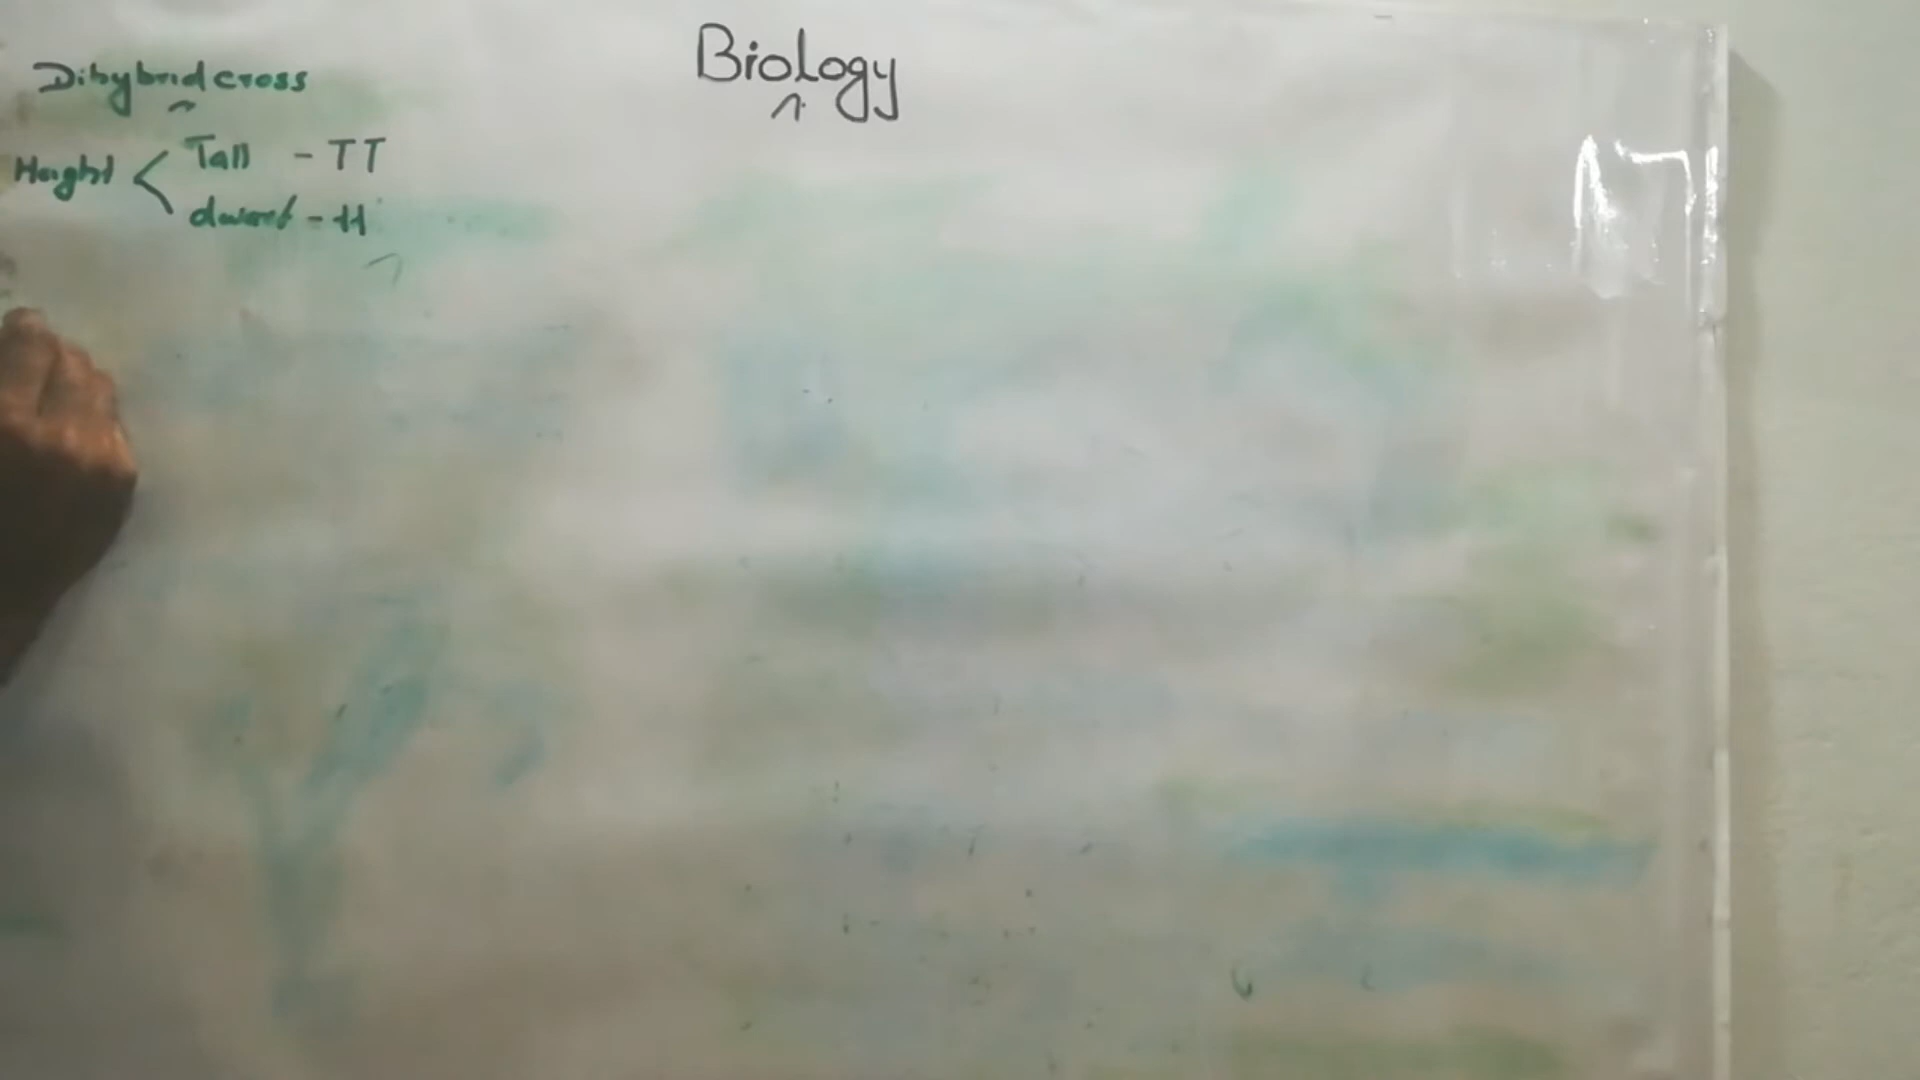 Biology
Dihybrid cross
Height < Tall - TT
dwarf - tt